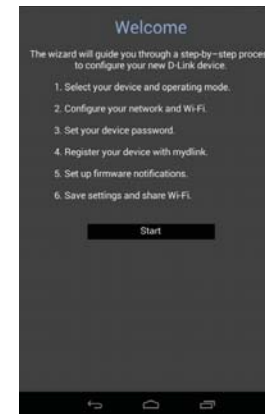 Welcome
The wizard will guide you through a step-by-step proces
to configure your new D-Link device.
1. Select your device and operating mode.
2. Configure your network and Wi-Fi.
3. Set your device password.
4. Register your device with mydlink.
5. Set up firmware notifications.
6. Save settings and share Wi-Fi.
Start